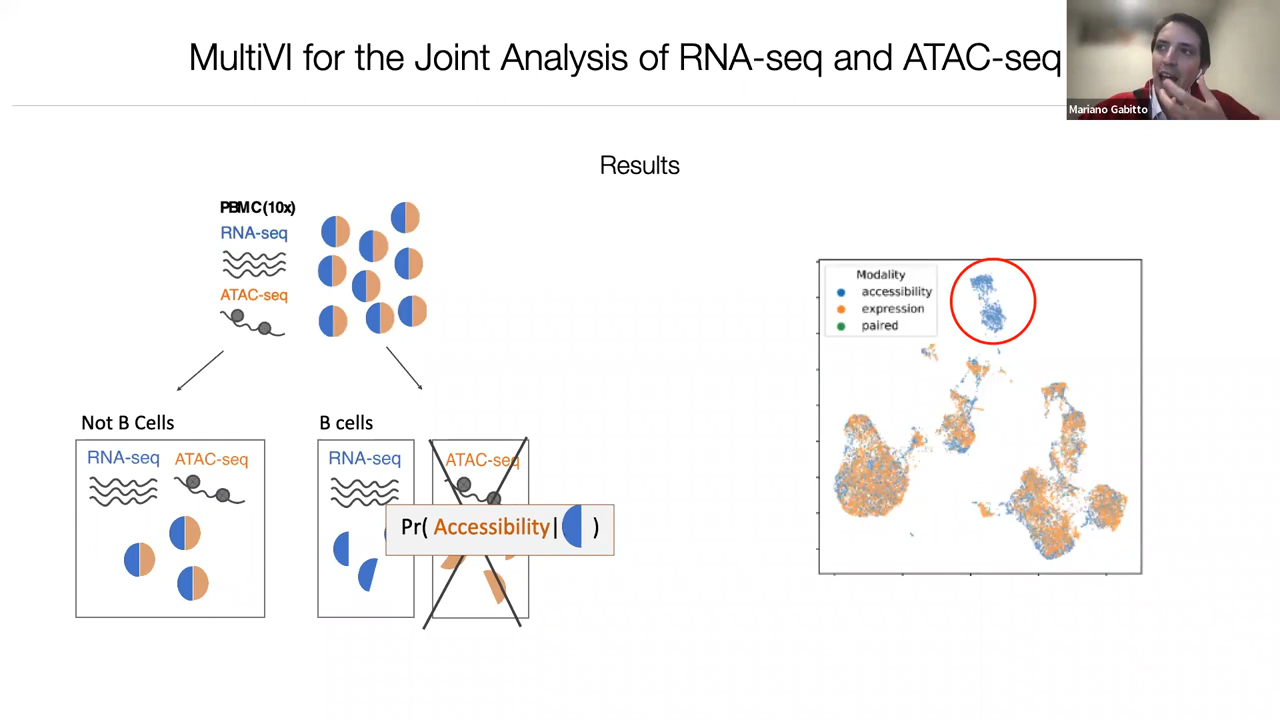 MultiVI for the Joint Analysis of RNA-seq and ATAC-seq
Mariano Gabitto
Results
PBMC (10x)
RNA-seq
ATAC-seq
Not B Cells
RNA-seq ATAC-seq
B cells
RNA-seq
ATAC-seq
Pr( Accessibility | )
Modality
accessibility
expression
paired